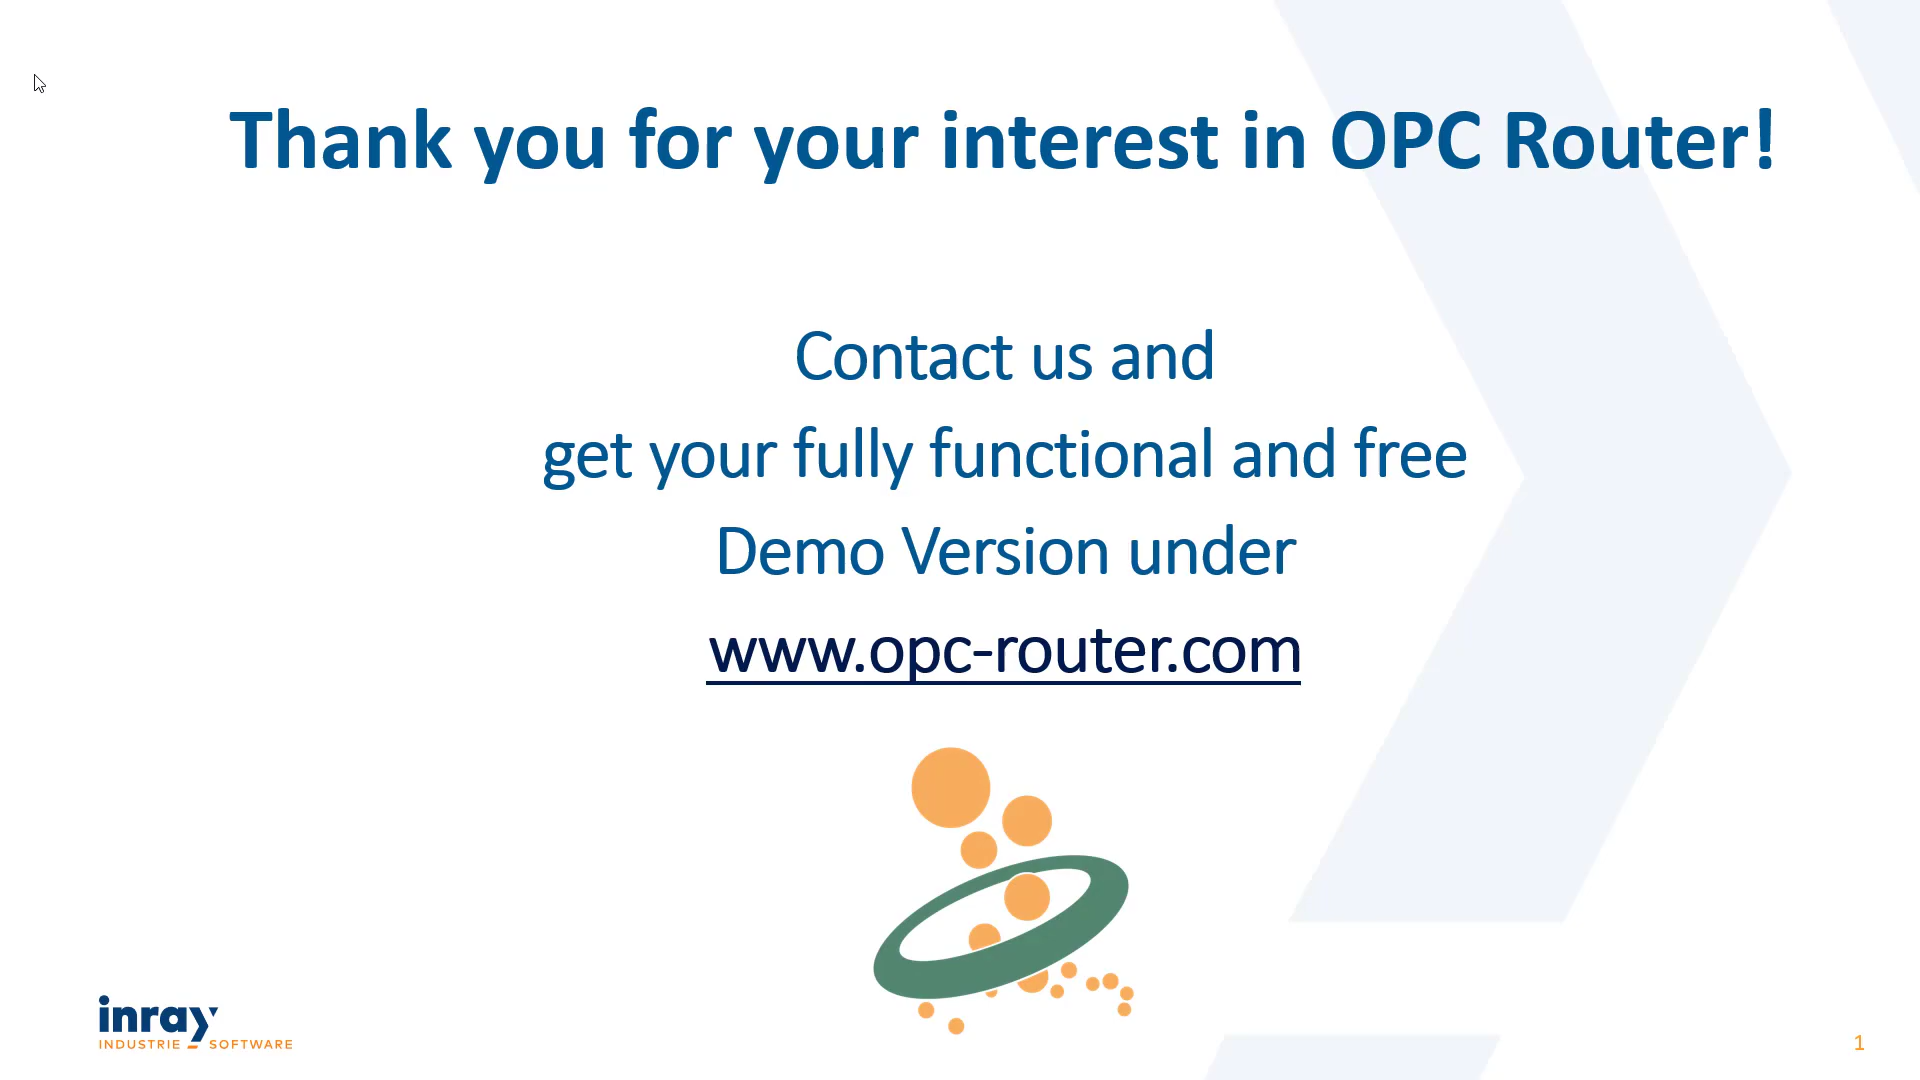 Thank you for your interest in OPC Router!
Contact us and
get your fully functional and free
Demo Version under
www.opc-router.com
inray
INDUSTRIE _ SOFTWARE
1